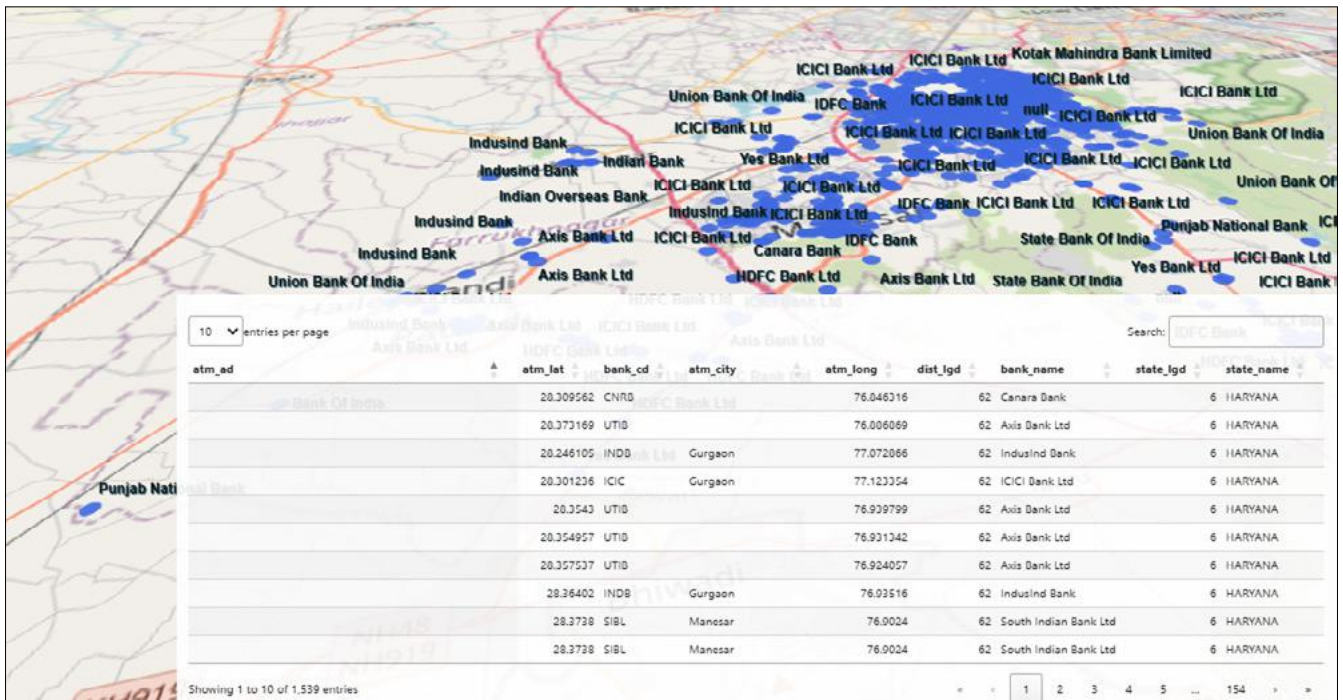 ICICI Bank Ltd ICICI Bank Ltd Kotak Mahindra Bank Limited
ICICI Bank Ltd
ICICI Bank Ltd
Union Bank Of India IDFC Bank ICICI Bank Ltd null ICICI Bank Ltd
ICICI Bank Ltd ICICI Bank Ltd ICICI Bank Ltd Union Bank Of India
Indusind Bank
Indusind Bank Indian Bank Yes Bank Ltd ICICI Bank Ltd ICICI Bank Ltd ICICI Bank Ltd
Indian Overseas Bank ICICI Bank Ltd ICICI Bank Ltd Union Bank Of
Indusind Bank Indusind Bank ICICI Bank Ltd IDFC Bank ICICI Bank Ltd ICICI Bank Ltd
Farrukhnagar
Axis Bank Ltd ICICI Bank Ltd IDFC Bank State Bank Of India Punjab National Bank ICI
Indusind Bank Canara Bank
Union Bank Of India Axis Bank Ltd HDFC Bank Ltd Axis Bank Ltd State Bank Of India Yes Bank Ltd ICICI Bank Ltd
ICICI Bank
10 entries per page Search:
atm_ad atm_lat bank_cd atm_city atm_long dist_lgd bank_name state_lgd state_name
28.309562 CNRB 76.846316 62 Canara Bank 6 HARYANA
28.373169 UTIB 76.886069 62 Axis Bank Ltd 6 HARYANA
28.246105 INDB Gurgaon 77.072866 62 Indusind Bank 6 HARYANA
28.301236 ICIC Gurgaon 77.123354 62 ICICI Bank Ltd 6 HARYANA
28.3543 UTIB 76.939799 62 Axis Bank Ltd 6 HARYANA
28.354957 UTIB 76.931342 62 Axis Bank Ltd 6 HARYANA
28.357537 UTIB 76.924057 62 Axis Bank Ltd 6 HARYANA
28.36402 INDB Gurgaon 76.93516 62 Indusind Bank 6 HARYANA
28.3738 SIBL Manesar 76.9024 62 South Indian Bank Ltd 6 HARYANA
28.3738 SIBL Manesar 76.9024 62 South Indian Bank Ltd 6 HARYANA
Punjab Nati
Bhiwadi
NH48
NH919
Showing 1 to 10 of 1,539 entries « ‹ 1 2 3 4 5 ... 154 › »